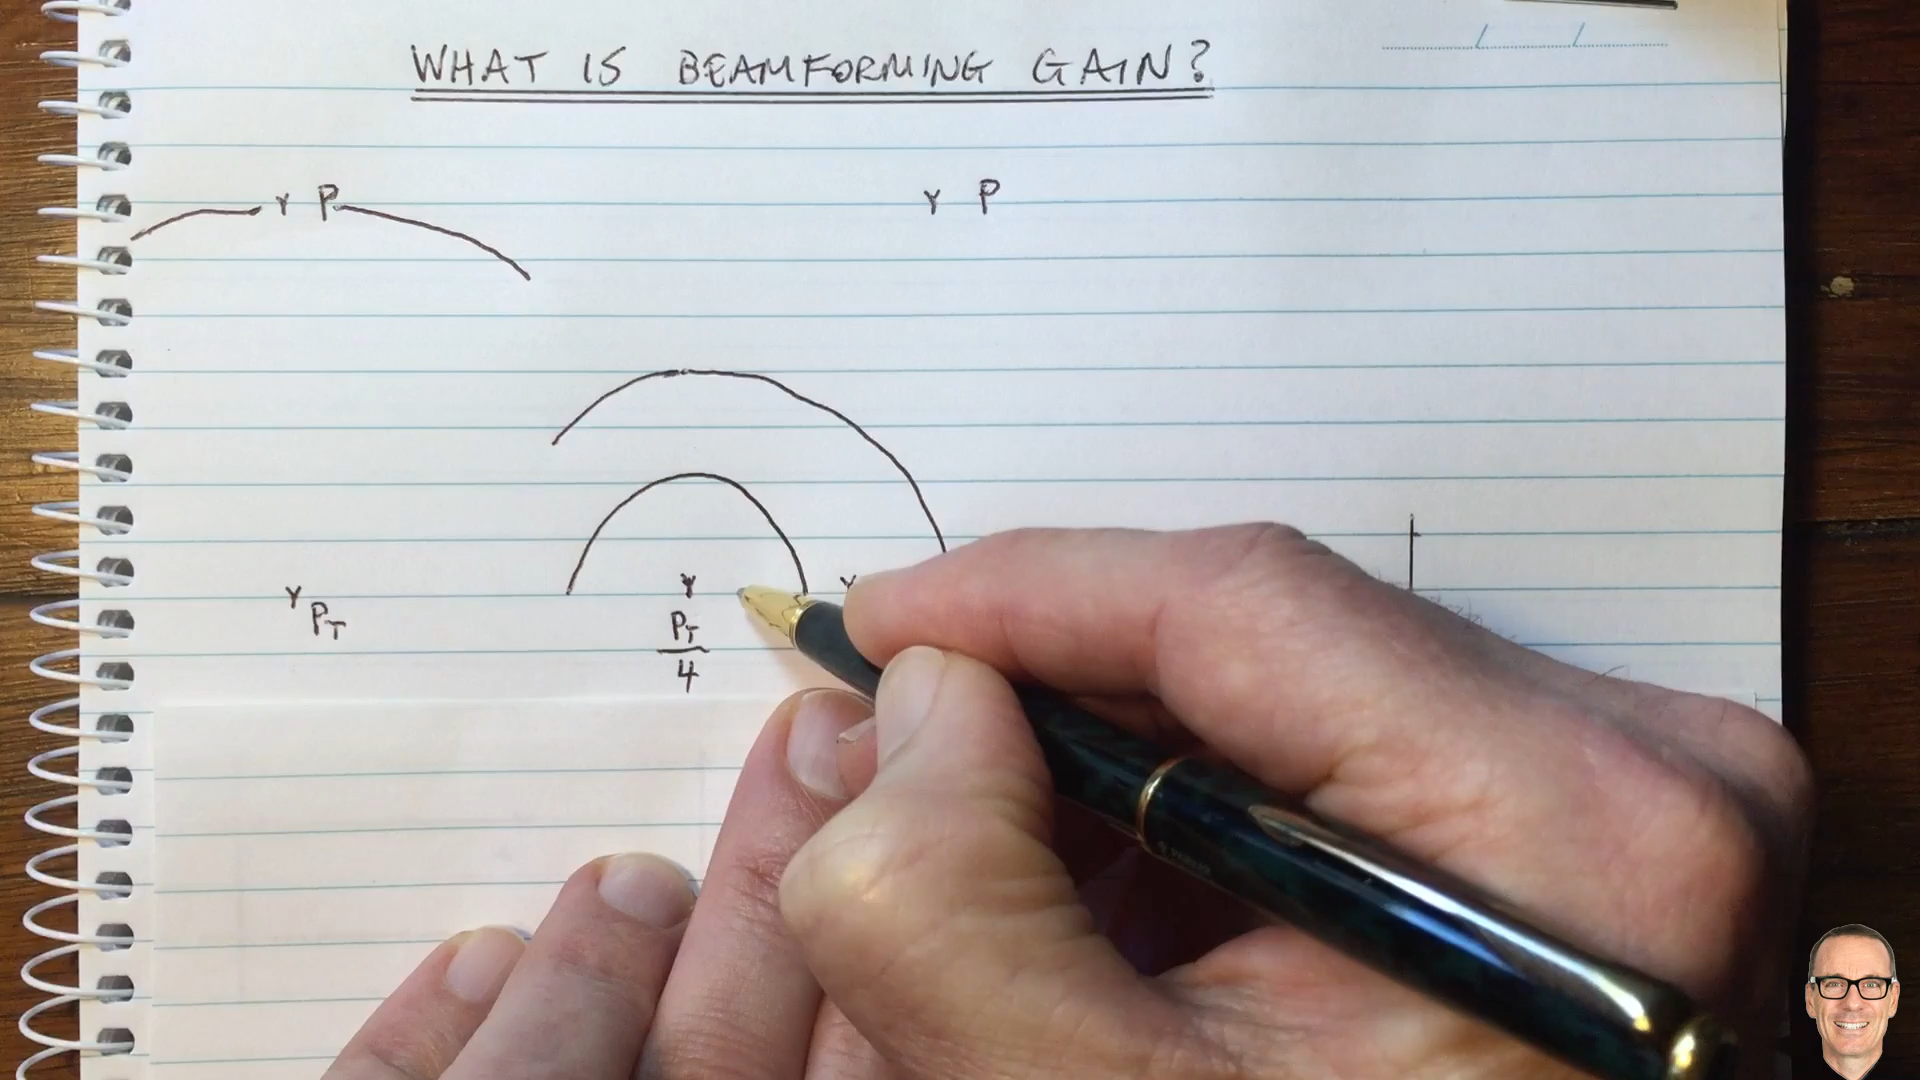 WHAT IS BEAMFORMING GAIN?
Y P
Y P
Y
P_T
Y
P_T
4
Y